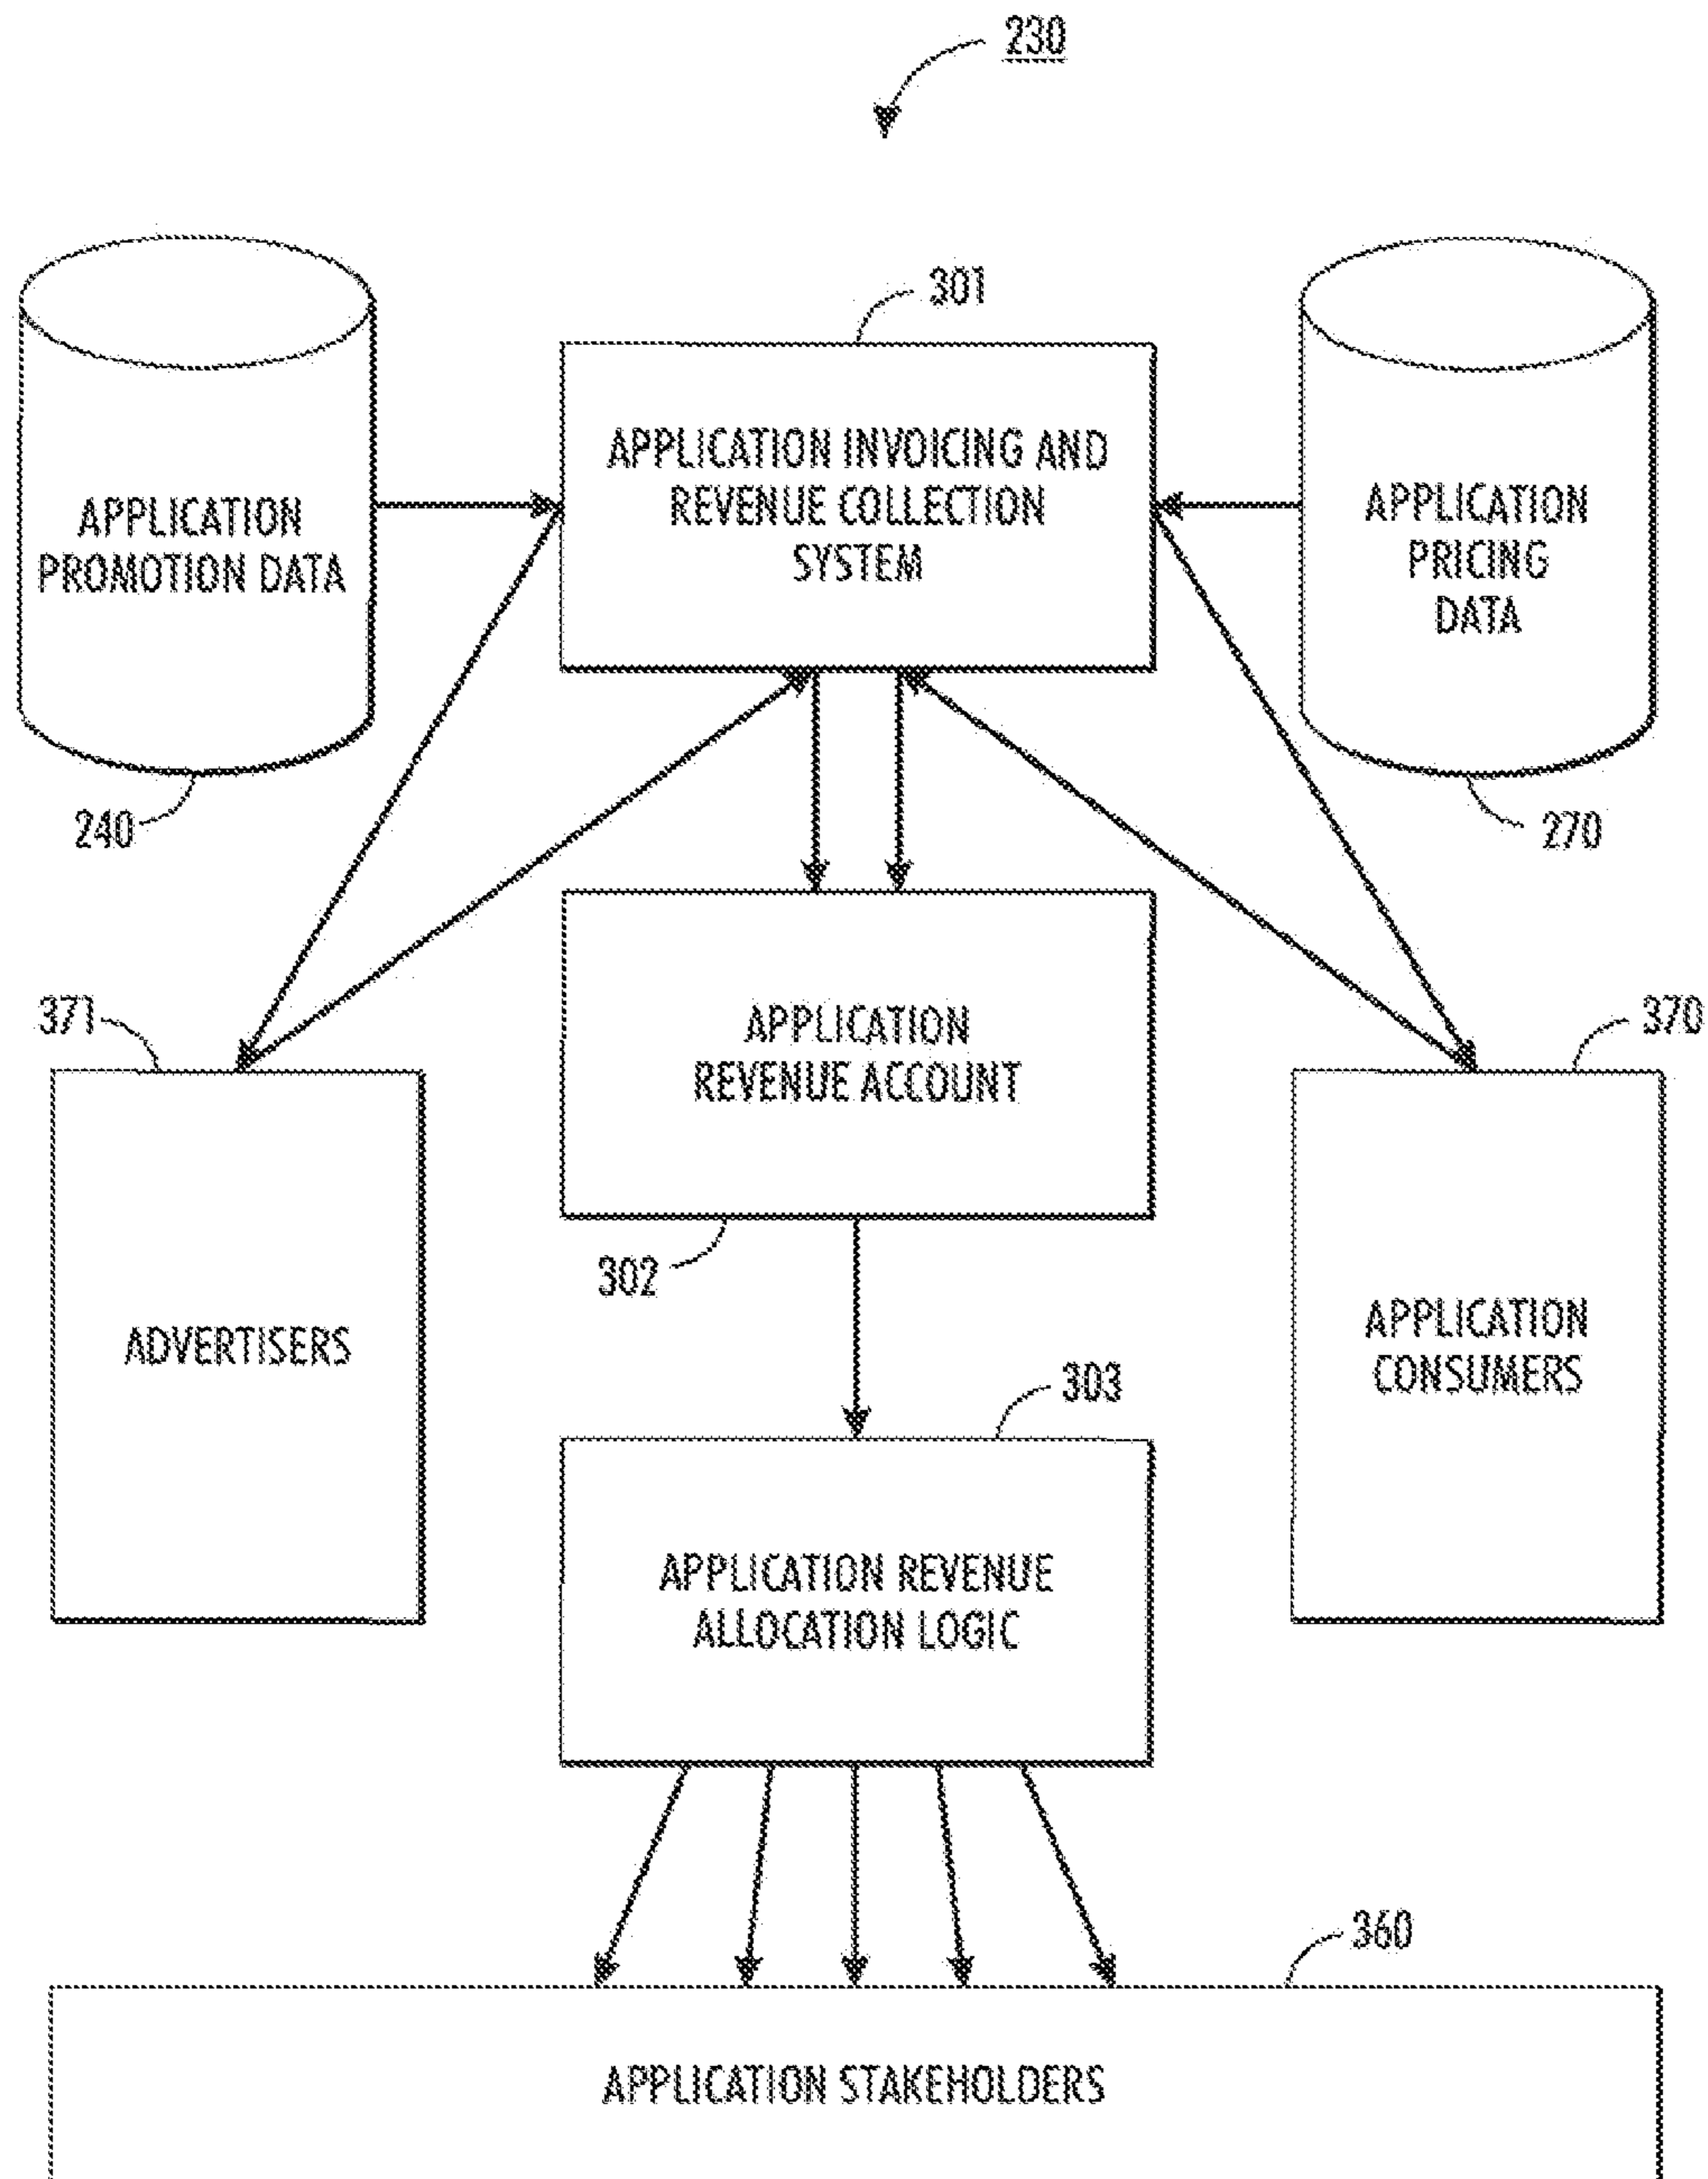 230
301
APPLICATION INVOICING AND
REVENUE COLLECTION
SYSTEM
APPLICATION
PROMOTION DATA
APPLICATION
PRICING
DATA
240
270
371
APPLICATION
REVENUE ACCOUNT
370
302
ADVERTISERS
APPLICATION
CONSUMERS
303
APPLICATION REVENUE
ALLOCATION LOGIC
360
APPLICATION STAKEHOLDERS